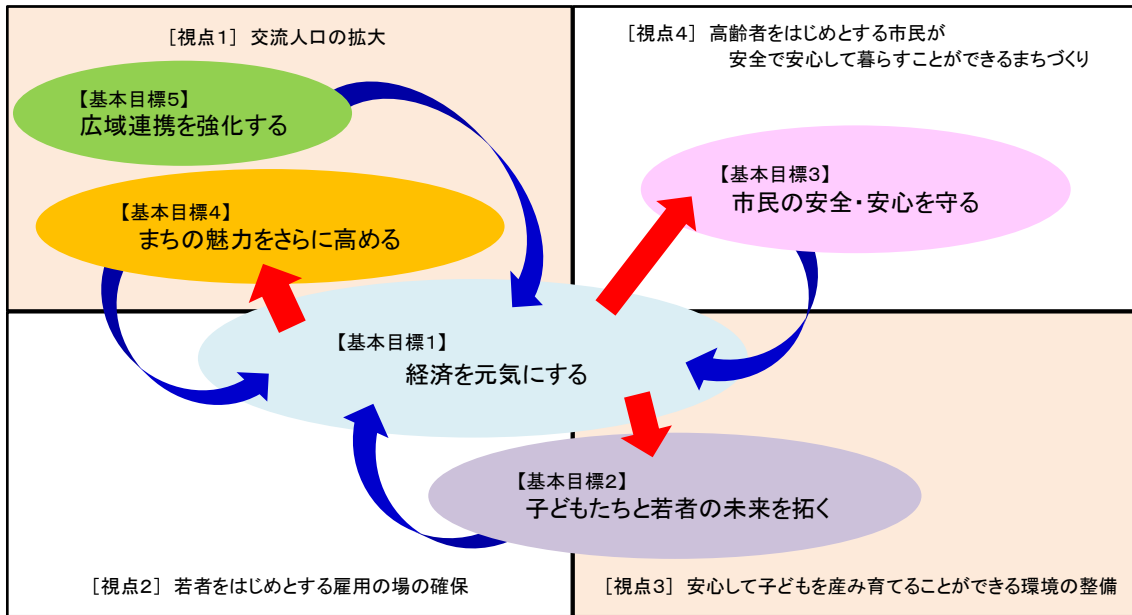 ［視点１］ 交流人口の拡大
【基本目標５】
広域連携を強化する
【基本目標４】
まちの魅力をさらに高める
［視点４］ 高齢者をはじめとする市民が
安全で安心して暮らすことができるまちづくり
【基本目標３】
市民の安全・安心を守る
【基本目標１】
経済を元気にする
【基本目標２】
子どもたちと若者の未来を拓く
［視点２］ 若者をはじめとする雇用の場の確保
［視点３］ 安心して子どもを産み育てることができる環境の整備